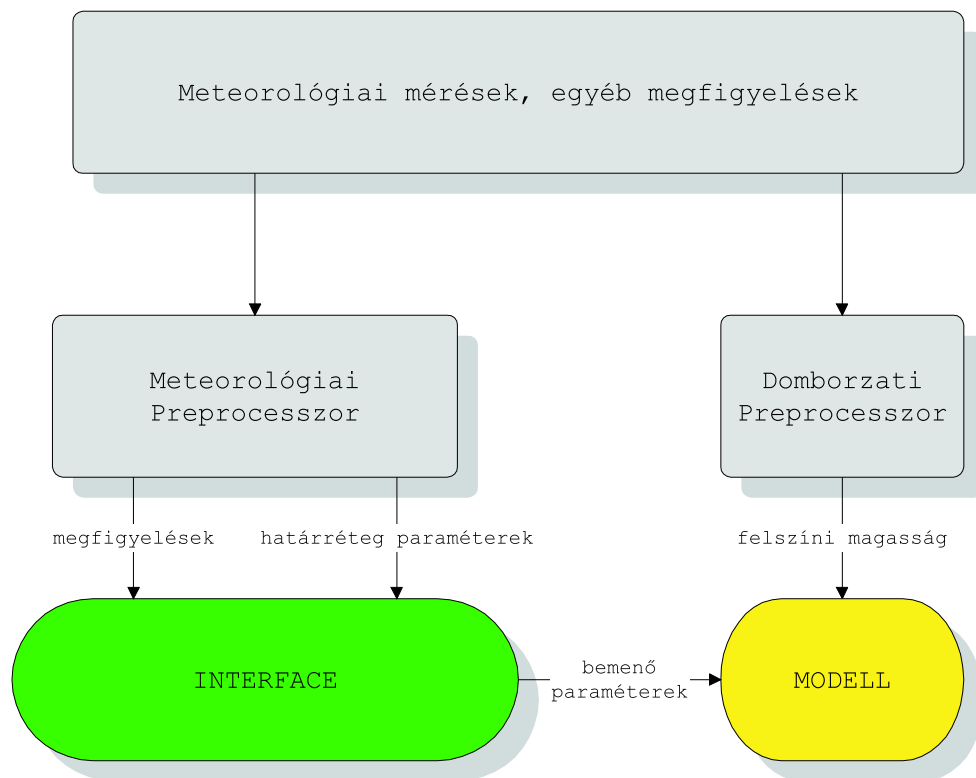 Meteorológiai mérések, egyéb megfigyelések
Meteorológiai
Preprocesszor
Domborzati
Preprocesszor
megfigyelések
határréteg paraméterek
felszíni magasság
INTERFACE
bemenő
paraméterek
MODELL